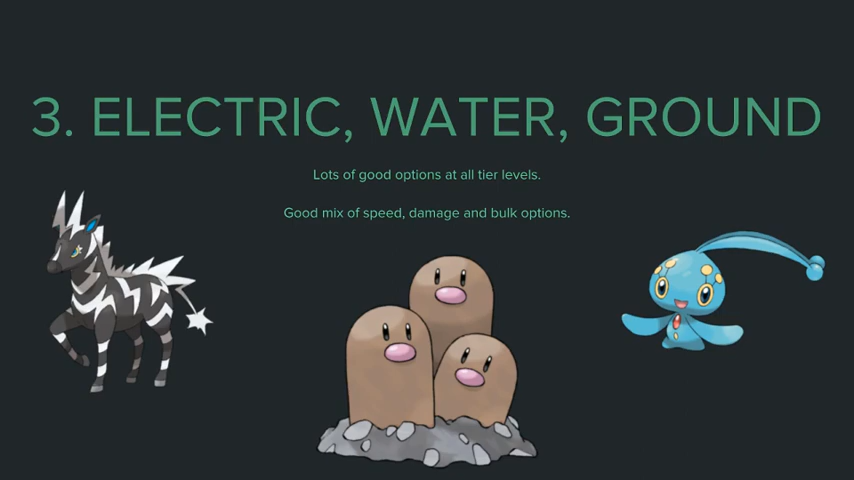 3. ELECTRIC, WATER, GROUND
Lots of good options at all tier levels.
Good mix of speed, damage and bulk options.